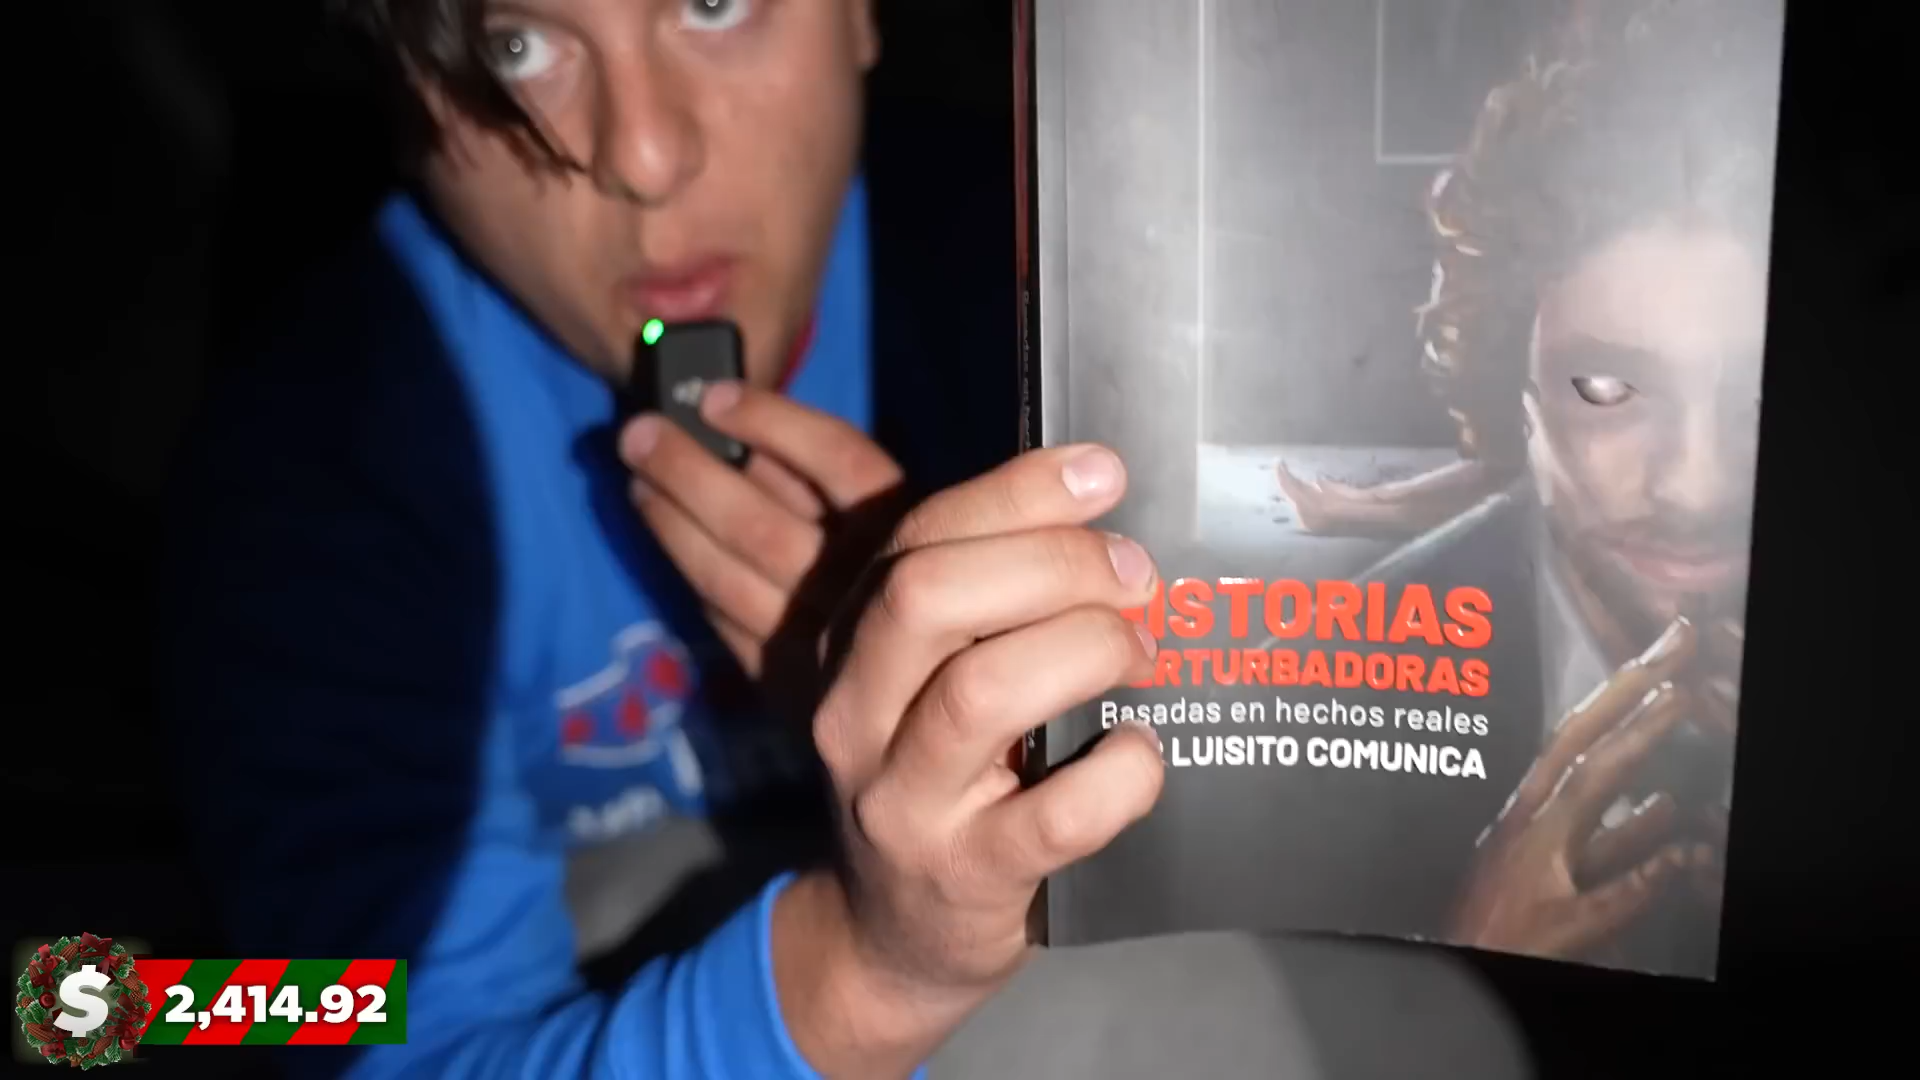 ISTORIAS
ERTURBADORAS
Basadas en hechos reales
LUISITO COMUNICA
$ 2,414.92